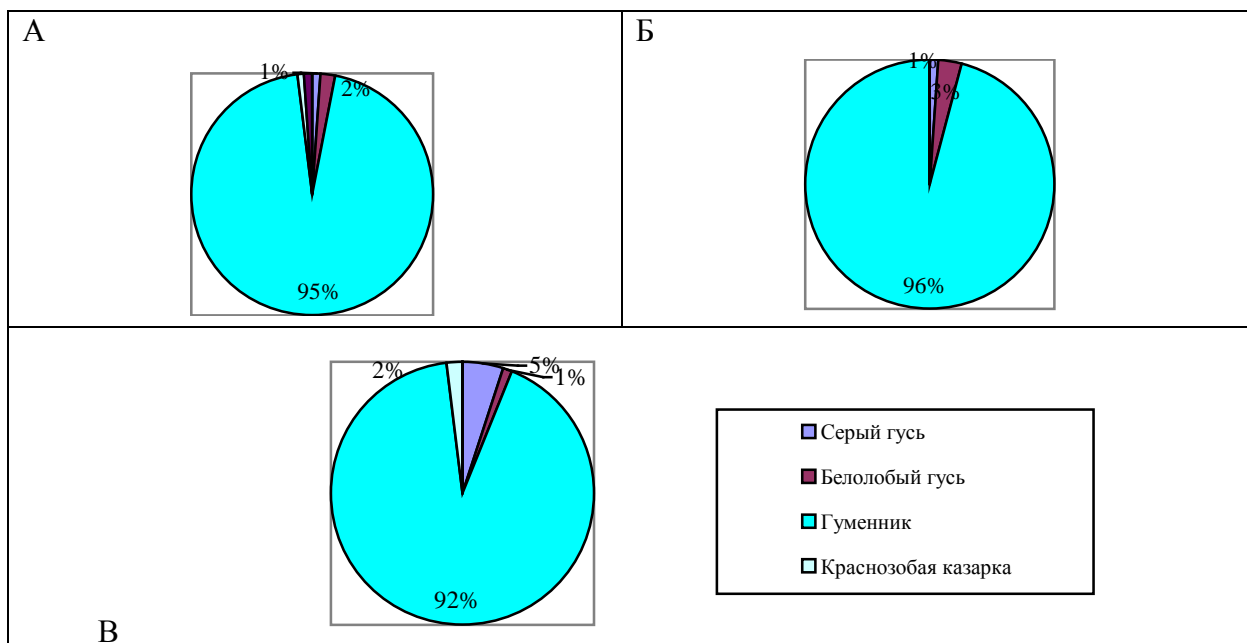 А
1%
2%
95%
Б
1%
3%
96%
2%
5%
1%
92%
В
Серый гусь
Белолобый гусь
Гуменник
Краснозобая казарка